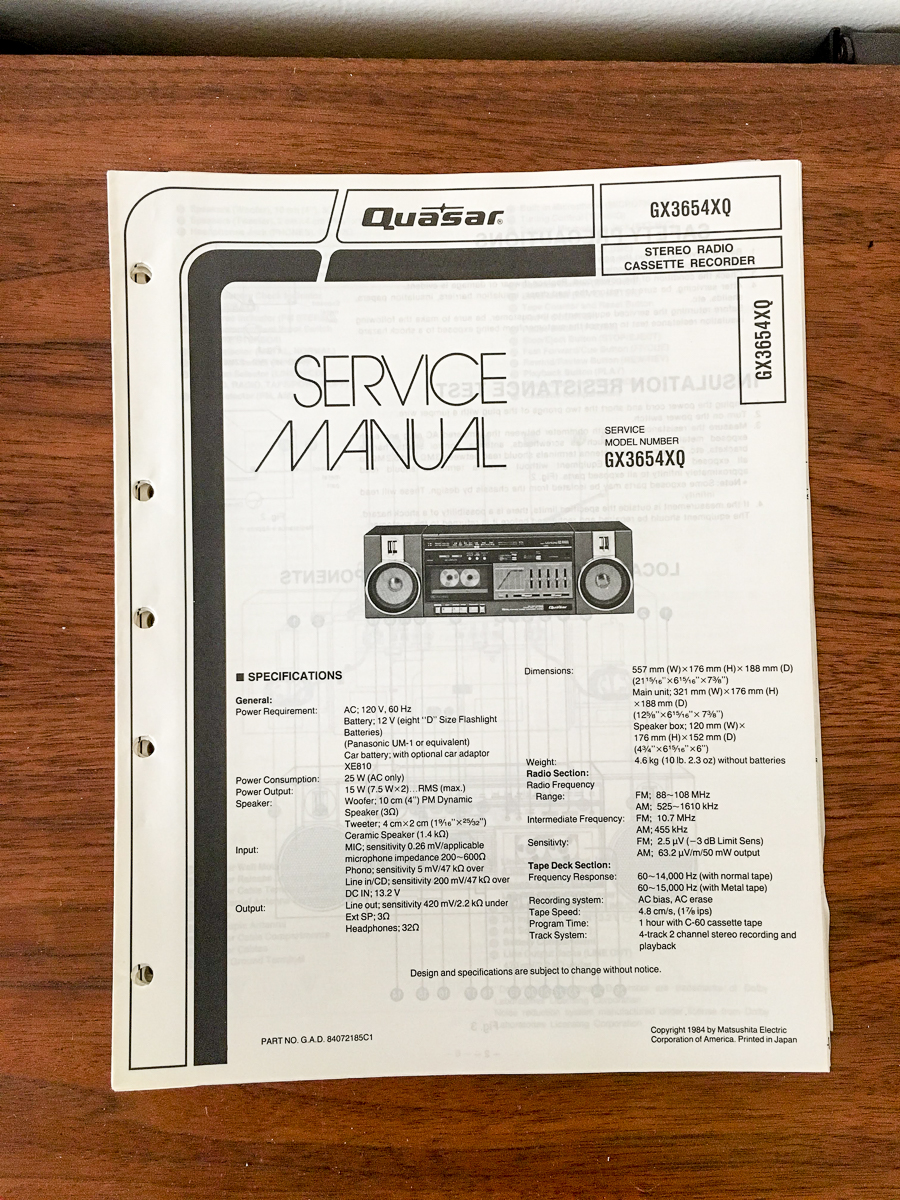 Quasar®
GX3654XQ
STEREO RADIO
CASSETTE RECORDER
GX3654XQ
SERVICE
MANUAL
SERVICE
MODEL NUMBER
GX3654XQ
Quasar
■ SPECIFICATIONS
General:
Power Requirement: AC; 120 V, 60 Hz
Battery; 12 V (eight "D" Size Flashlight
Batteries)
(Panasonic UM-1 or equivalent)
Car battery; with optional car adaptor
XE810
Power Consumption: 25 W (AC only)
Power Output: 15 W (7.5 W×2)...RMS (max.)
Speaker: Woofer; 10 cm (4") PM Dynamic
Speaker (3Ω)
Tweeter; 4 cm×2 cm (1⁹⁄₁₆"×²⁵⁄₃₂")
Ceramic Speaker (1.4 kΩ)
Input: MIC; sensitivity 0.26 mV/applicable
microphone impedance 200~600Ω
Phono; sensitivity 5 mV/47 kΩ over
Line in/CD; sensitivity 200 mV/47 kΩ over
DC IN; 13.2 V
Output: Line out; sensitivity 420 mV/2.2 kΩ under
Ext SP; 3Ω
Headphones; 32Ω
Dimensions: 557 mm (W)×176 mm (H)×188 mm (D)
(21¹⁵⁄₁₆"×6¹⁵⁄₁₆"×7³⁄₈")
Main unit; 321 mm (W)×176 mm (H)
×188 mm (D)
(12⁵⁄₈"×6¹⁵⁄₁₆"×7³⁄₈")
Speaker box; 120 mm (W)×
176 mm (H)×152 mm (D)
(4³⁄₄"×6¹⁵⁄₁₆"×6")
Weight: 4.6 kg (10 lb. 2.3 oz) without batteries
Radio Section:
Radio Frequency
Range: FM; 88~108 MHz
AM; 525~1610 kHz
Intermediate Frequency: FM; 10.7 MHz
AM; 455 kHz
Sensitivty: FM; 2.5 µV (−3 dB Limit Sens)
AM; 63.2 µV/m/50 mW output
Tape Deck Section:
Frequency Response: 60~14,000 Hz (with normal tape)
60~15,000 Hz (with Metal tape)
Recording system: AC bias, AC erase
Tape Speed: 4.8 cm/s, (1⁷⁄₈ ips)
Program Time: 1 hour with C-60 cassette tape
Track System: 4-track 2 channel stereo recording and
playback
Design and specifications are subject to change without notice.
PART NO. G.A.D. 84072185C1
Copyright 1984 by Matsushita Electric
Corporation of America. Printed in Japan